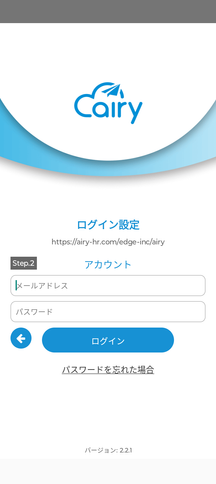 Cairy
ログイン設定
https://airy-hr.com/edge-inc/airy
Step.2 アカウント
メールアドレス
パスワード
ログイン
パスワードを忘れた場合
バージョン: 2.2.1